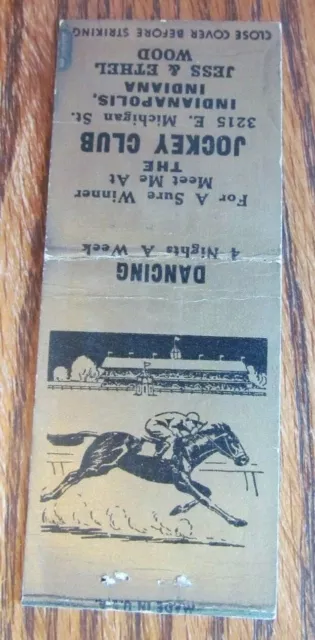 CLOSE COVER BEFORE STRIKING
For A Sure Winner
Meet Me At
THE
JOCKEY CLUB
3215 E. Michigan St.
INDIANAPOLIS,
INDIANA
JESS & ETHEL
WOOD
DANCING
4 Nights A Week
MADE IN U.S.A.